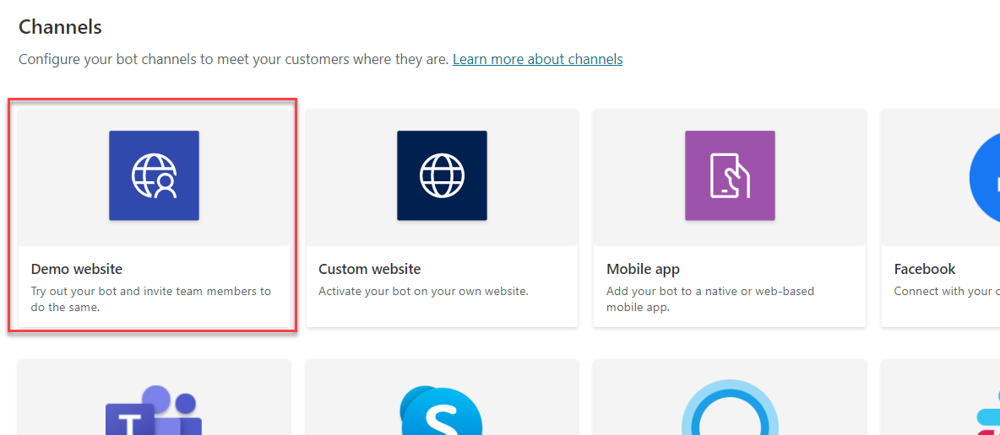 Channels
Configure your bot channels to meet your customers where they are. Learn more about channels
Demo website
Try out your bot and invite team members to
do the same.
Custom website
Activate your bot on your own website.
Mobile app
Add your bot to a native or web-based
mobile app.
Facebook
Connect with your
T
S